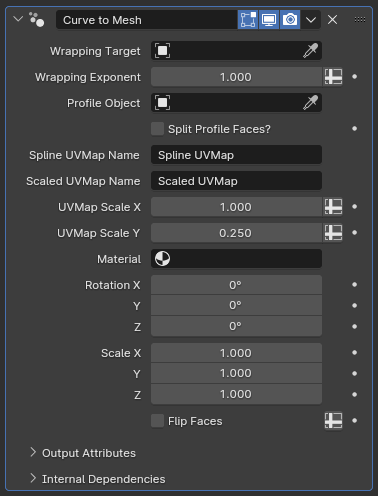 Curve to Mesh
Wrapping Target
Wrapping Exponent 1.000
Profile Object
Split Profile Faces?
Spline UVMap Name Spline UVMap
Scaled UVMap Name Scaled UVMap
UVMap Scale X 1.000
UVMap Scale Y 0.250
Material
Rotation X 0°
Y 0°
Z 0°
Scale X 1.000
Y 1.000
Z 1.000
Flip Faces
Output Attributes
Internal Dependencies